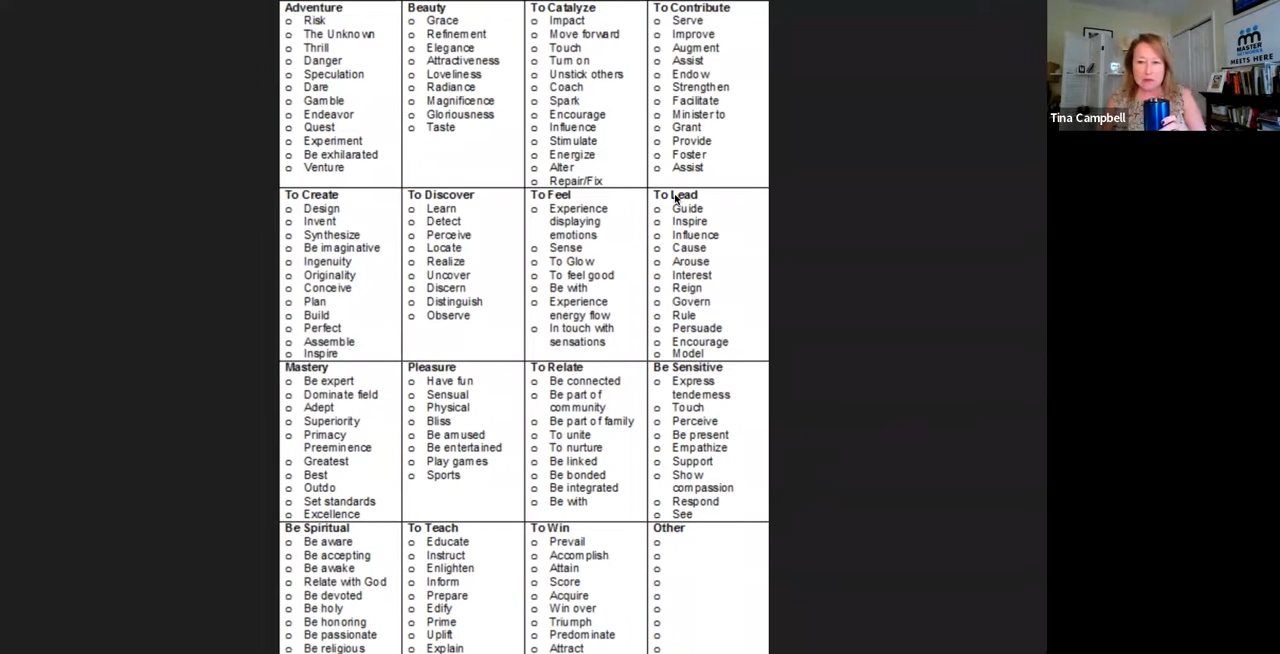 Adventure
o Risk
o The Unknown
o Thrill
o Danger
o Speculation
o Dare
o Gamble
o Endeavor
o Quest
o Experiment
o Be exhilarated
o Venture
Beauty
o Grace
o Refinement
o Elegance
o Attractiveness
o Loveliness
o Radiance
o Magnificence
o Gloriousness
o Taste
To Catalyze
o Impact
o Move forward
o Touch
o Turn on
o Unstick others
o Coach
o Spark
o Encourage
o Influence
o Stimulate
o Energize
o Alter
o Repair/Fix
To Contribute
o Serve
o Improve
o Augment
o Assist
o Endow
o Strengthen
o Facilitate
o Minister to
o Grant
o Provide
o Foster
o Assist
To Create
o Design
o Invent
o Synthesize
o Be imaginative
o Ingenuity
o Originality
o Conceive
o Plan
o Build
o Perfect
o Assemble
o Inspire
To Discover
o Learn
o Detect
o Perceive
o Locate
o Realize
o Uncover
o Discern
o Distinguish
o Observe
To Feel
o Experience
displaying
emotions
o Sense
o To Glow
o To feel good
o Be with
o Experience
energy flow
o In touch with
sensations
To Lead
o Guide
o Inspire
o Influence
o Cause
o Arouse
o Interest
o Reign
o Govern
o Rule
o Persuade
o Encourage
o Model
Mastery
o Be expert
o Dominate field
o Adept
o Superiority
o Primacy
Preeminence
o Greatest
o Best
o Outdo
o Set standards
o Excellence
Pleasure
o Have fun
o Sensual
o Physical
o Bliss
o Be amused
o Be entertained
o Play games
o Sports
To Relate
o Be connected
o Be part of
community
o Be part of family
o To unite
o To nurture
o Be linked
o Be bonded
o Be integrated
o Be with
Be Sensitive
o Express
tenderness
o Touch
o Perceive
o Be present
o Empathize
o Support
o Show
compassion
o Respond
o See
Be Spiritual
o Be aware
o Be accepting
o Be awake
o Relate with God
o Be devoted
o Be holy
o Be honoring
o Be passionate
o Be religious
To Teach
o Educate
o Instruct
o Enlighten
o Inform
o Prepare
o Edify
o Prime
o Uplift
o Explain
To Win
o Prevail
o Accomplish
o Attain
o Score
o Acquire
o Win over
o Triumph
o Predominate
o Attract
Other
o
o
o
o
o
o
o
o
o
MASTER
NETWORKS
MEETS HERE
Tina Campbell